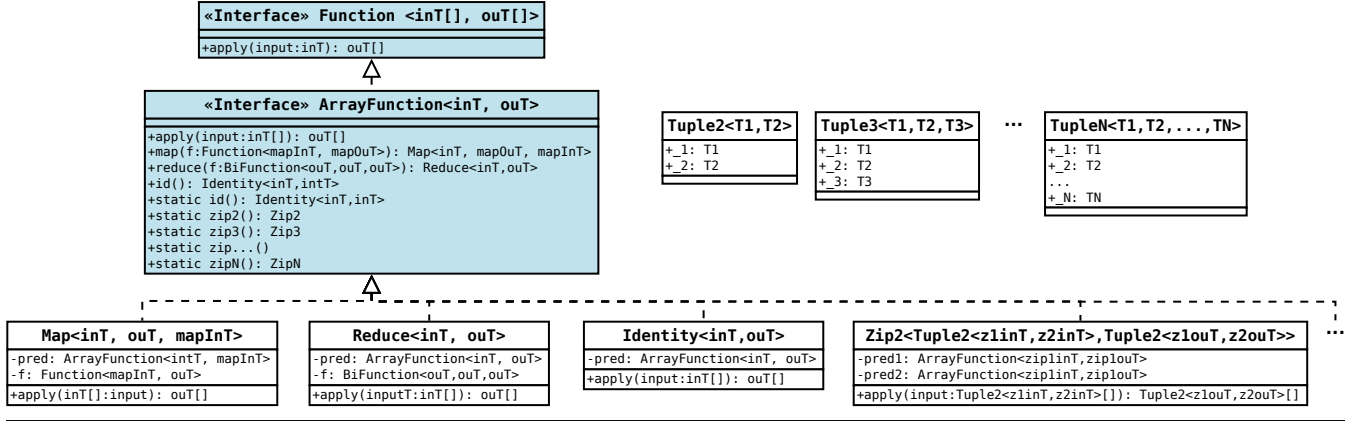 «Interface» Function <inT[], ouT[]>
+apply(input:inT): ouT[]
«Interface» ArrayFunction<inT, ouT>
+apply(input:inT[]): ouT[]
+map(f:Function<mapInT, mapOuT>): Map<inT, mapOuT, mapInT>
+reduce(f:BiFunction<ouT,ouT,ouT>): Reduce<inT,ouT>
+id(): Identity<inT,intT>
+static id(): Identity<inT,inT>
+static zip2(): Zip2
+static zip3(): Zip3
+static zip...()
+static zipN(): ZipN
Tuple2<T1,T2>
+_1: T1
+_2: T2
Tuple3<T1,T2,T3>
+_1: T1
+_2: T2
+_3: T3
...
TupleN<T1,T2,...,TN>
+_1: T1
+_2: T2
...
+_N: TN
Map<inT, ouT, mapInT>
-pred: ArrayFunction<intT, mapInT>
-f: Function<mapInT, ouT>
+apply(inT[]:input): ouT[]
Reduce<inT, ouT>
-pred: ArrayFunction<inT, ouT>
-f: BiFunction<ouT,ouT,ouT>
+apply(inputT:inT[]): ouT[]
Identity<inT,ouT>
-pred: ArrayFunction<inT, ouT>
+apply(input:inT[]): ouT[]
Zip2<Tuple2<z1inT,z2inT>,Tuple2<z1ouT,z2ouT>>
-pred1: ArrayFunction<zip1inT,zip1ouT>
-pred2: ArrayFunction<zip1inT,zip1ouT>
+apply(input:Tuple2<z1inT,z2inT>[]): Tuple2<z1ouT,z2ouT>[]
...